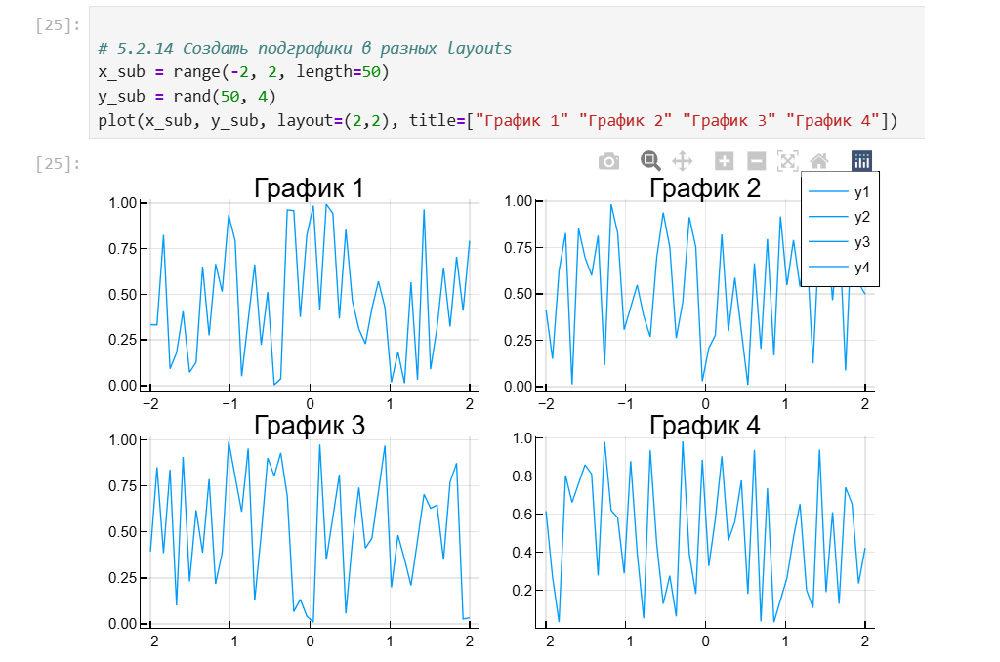 [25]:
# 5.2.14 Создать подграфики в разных layouts
x_sub = range(-2, 2, length=50)
y_sub = rand(50, 4)
plot(x_sub, y_sub, layout=(2,2), title=["График 1" "График 2" "График 3" "График 4"])
[25]:
График 1
1.00
0.75
0.50
0.25
0.00
−2 −1 0 1 2
График 2
1.00
0.75
0.50
0.25
0.00
−2 −1 0 1 2
y1
y2
y3
y4
График 3
1.00
0.75
0.50
0.25
0.00
−2 −1 0 1 2
График 4
1.0
0.8
0.6
0.4
0.2
−2 −1 0 1 2